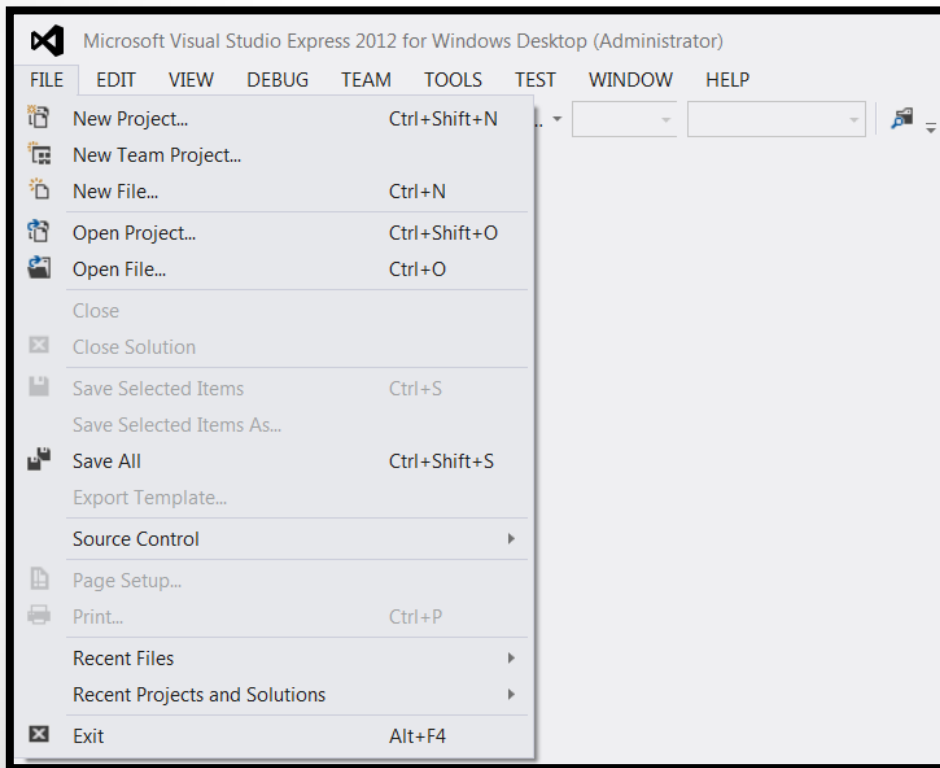 Microsoft Visual Studio Express 2012 for Windows Desktop (Administrator)
FILE EDIT VIEW DEBUG TEAM TOOLS TEST WINDOW HELP
New Project... Ctrl+Shift+N ..
New Team Project...
New File... Ctrl+N
Open Project... Ctrl+Shift+O
Open File... Ctrl+O
Close
Close Solution
Save Selected Items Ctrl+S
Save Selected Items As...
Save All Ctrl+Shift+S
Export Template...
Source Control
Page Setup...
Print... Ctrl+P
Recent Files
Recent Projects and Solutions
Exit Alt+F4